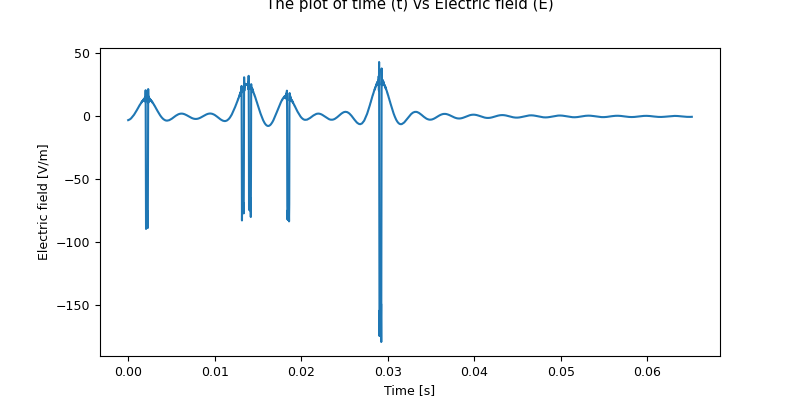 The plot of time (t) vs Electric field (E)
50
0
−50
−100
−150
Electric field [V/m]
0.00 0.01 0.02 0.03 0.04 0.05 0.06
Time [s]